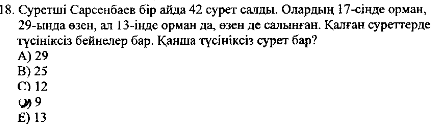 18. Суретші Сарсенбаев бір айда 42 сурет салды. Олардың 17-сінде орман,
29-ында өзен, ал 13-інде орман да, өзен де салынған. Қалған суреттерде
түсініксіз бейнелер бар. Қанша түсініксіз сурет бар?
A) 29
B) 25
C) 12
D) 9
E) 13